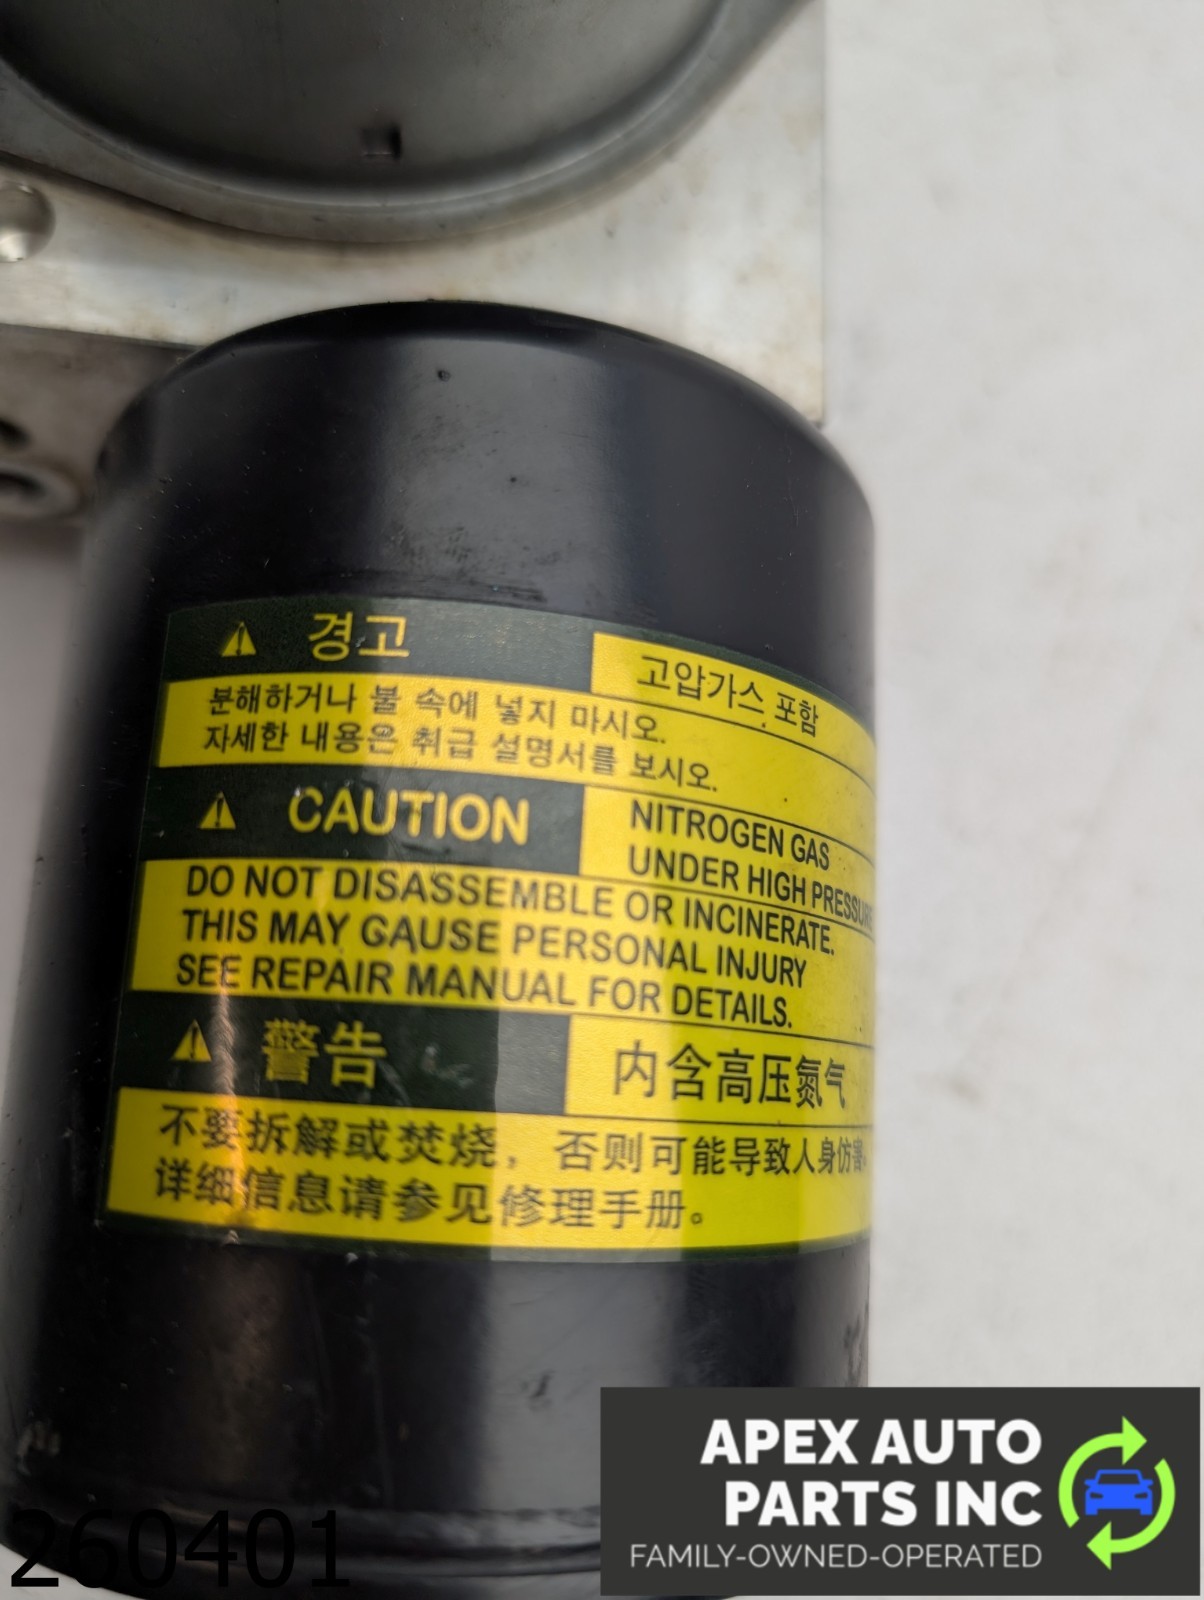 경고
고압가스 포함
분해하거나 불 속에 넣지 마시오.
자세한 내용은 취급 설명서를 보시오.
CAUTION
NITROGEN GAS
UNDER HIGH PRESSURE
DO NOT DISASSEMBLE OR INCINERATE.
THIS MAY CAUSE PERSONAL INJURY
SEE REPAIR MANUAL FOR DETAILS.
警告
内含高压氮气
不要拆解或焚烧，否则可能导致人身伤害。
详细信息请参见修理手册。
260401
APEX AUTO
PARTS INC
FAMILY-OWNED-OPERATED